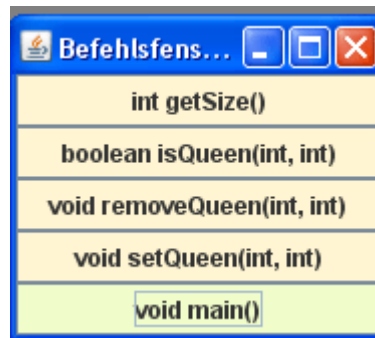 Befehlsfens...
int getSize()
boolean isQueen(int, int)
void removeQueen(int, int)
void setQueen(int, int)
void main()